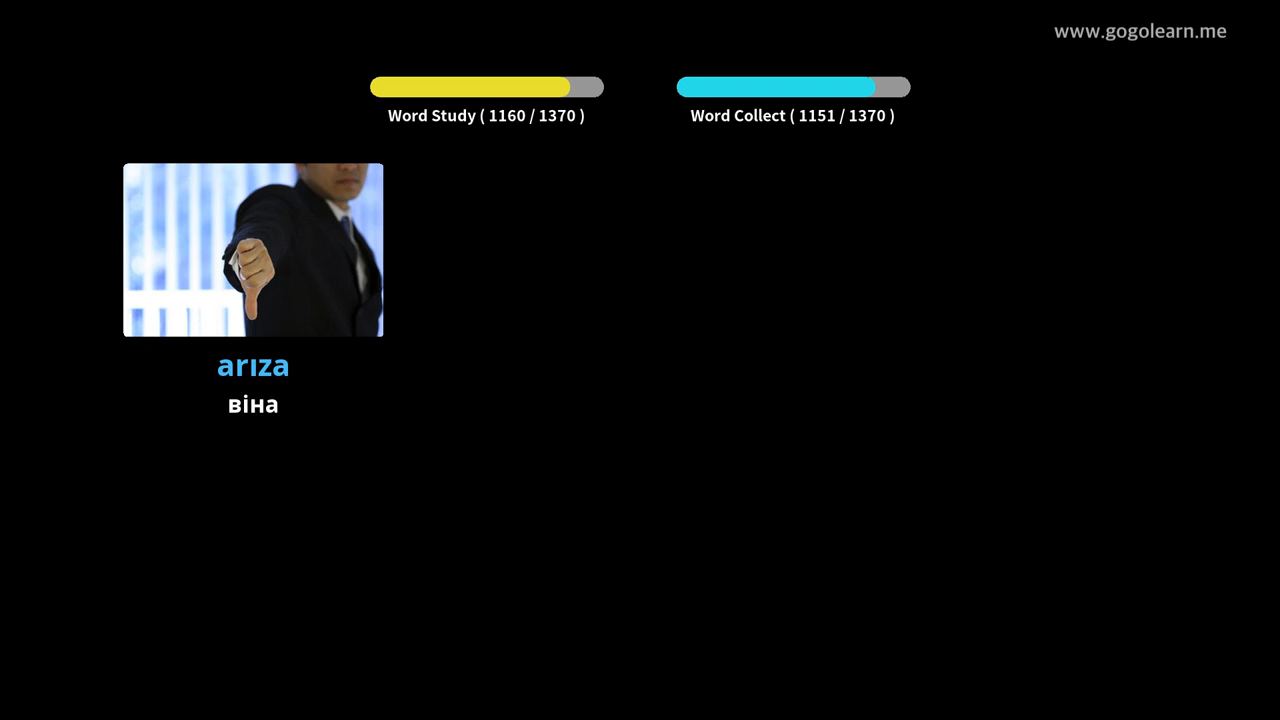 www.gogolearn.me
Word Study ( 1160 / 1370 )
Word Collect ( 1151 / 1370 )
arıza
віна